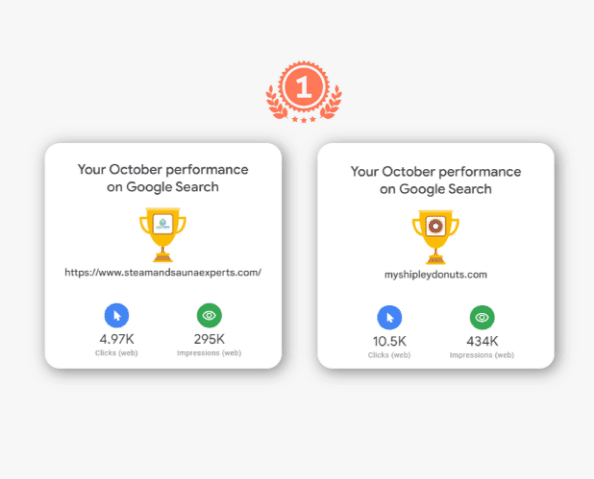 1
Your October performance
on Google Search
https://www.steamandsaunaexperts.com/
4.97K
295K
Clicks (web)
Impressions (web)
Your October performance
on Google Search
myshipleydonuts.com
10.5K
434K
Clicks (web)
Impressions (web)